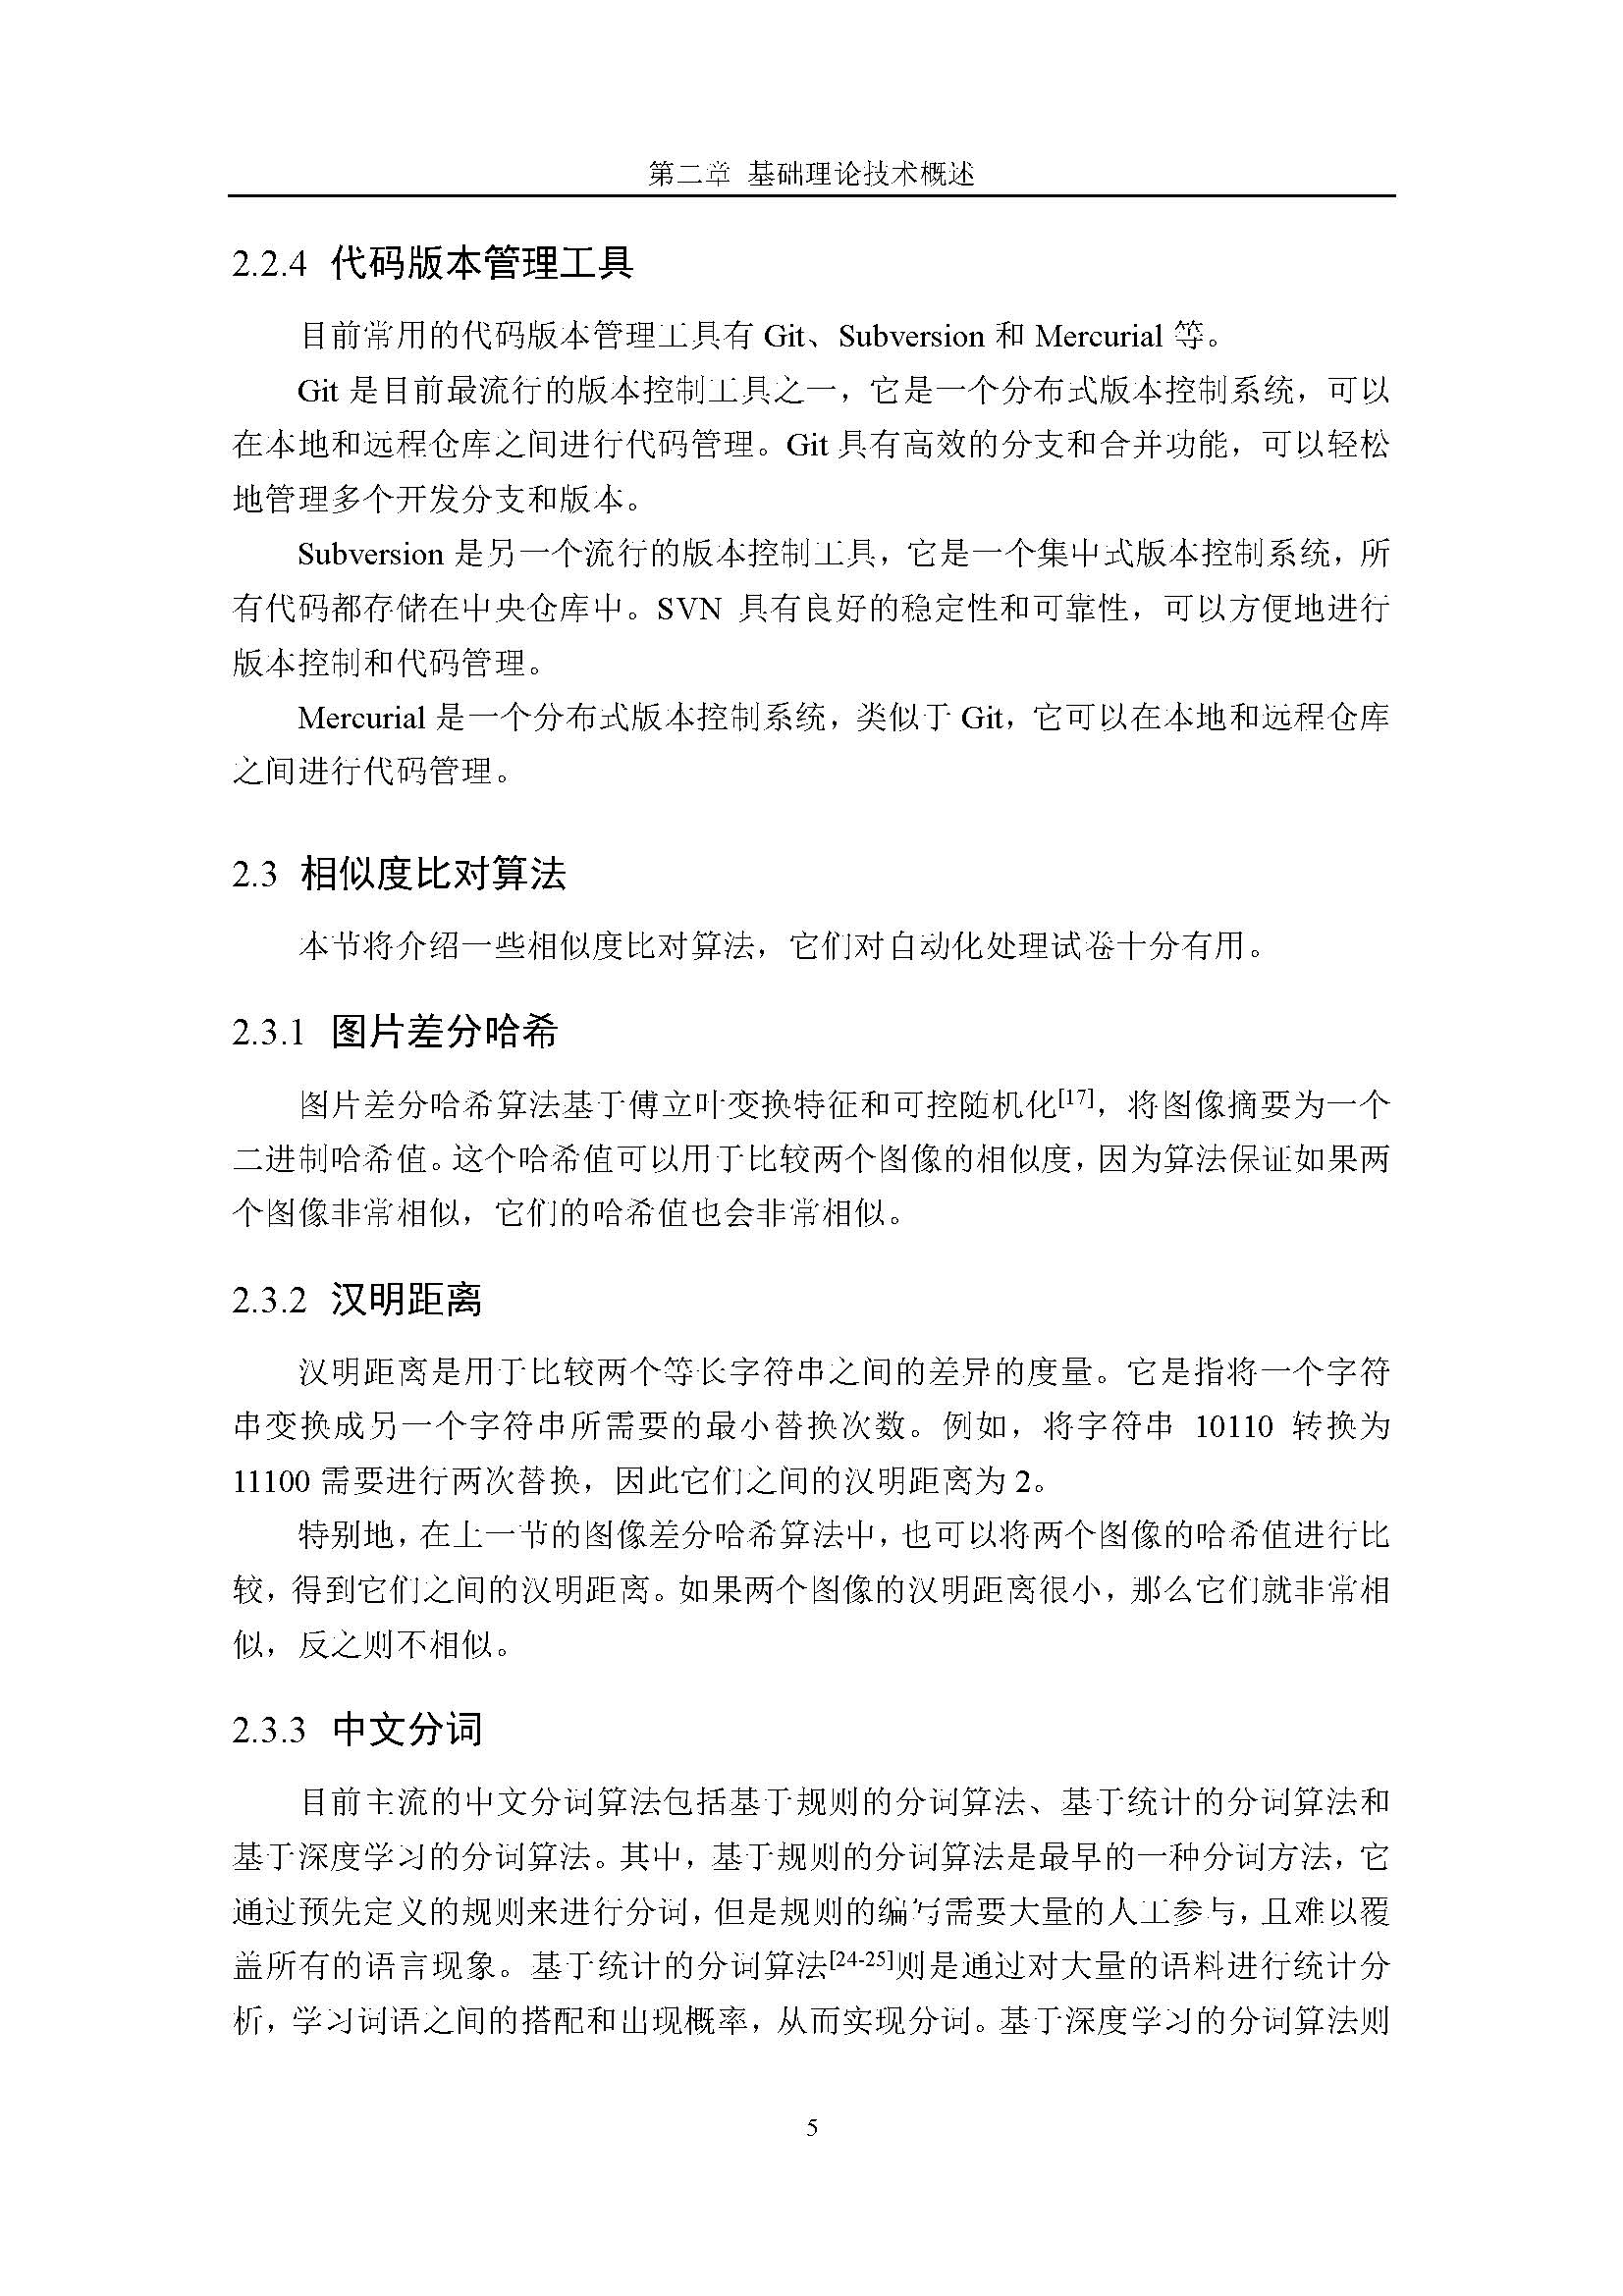 第二章 基础理论技术概述
2.2.4 代码版本管理工具
目前常用的代码版本管理工具有 Git、Subversion 和 Mercurial 等。
Git 是目前最流行的版本控制工具之一，它是一个分布式版本控制系统，可以
在本地和远程仓库之间进行代码管理。Git 具有高效的分支和合并功能，可以轻松
地管理多个开发分支和版本。
Subversion 是另一个流行的版本控制工具，它是一个集中式版本控制系统，所
有代码都存储在中央仓库中。SVN 具有良好的稳定性和可靠性，可以方便地进行
版本控制和代码管理。
Mercurial 是一个分布式版本控制系统，类似于 Git，它可以在本地和远程仓库
之间进行代码管理。
2.3 相似度比对算法
本节将介绍一些相似度比对算法，它们对自动化处理试卷十分有用。
2.3.1 图片差分哈希
图片差分哈希算法基于傅立叶变换特征和可控随机化[17]，将图像摘要为一个
二进制哈希值。这个哈希值可以用于比较两个图像的相似度，因为算法保证如果两
个图像非常相似，它们的哈希值也会非常相似。
2.3.2 汉明距离
汉明距离是用于比较两个等长字符串之间的差异的度量。它是指将一个字符
串变换成另一个字符串所需要的最小替换次数。例如，将字符串 10110 转换为
11100 需要进行两次替换，因此它们之间的汉明距离为 2。
特别地，在上一节的图像差分哈希算法中，也可以将两个图像的哈希值进行比
较，得到它们之间的汉明距离。如果两个图像的汉明距离很小，那么它们就非常相
似，反之则不相似。
2.3.3 中文分词
目前主流的中文分词算法包括基于规则的分词算法、基于统计的分词算法和
基于深度学习的分词算法。其中，基于规则的分词算法是最早的一种分词方法，它
通过预先定义的规则来进行分词，但是规则的编写需要大量的人工参与，且难以覆
盖所有的语言现象。基于统计的分词算法[24-25]则是通过对大量的语料进行统计分
析，学习词语之间的搭配和出现概率，从而实现分词。基于深度学习的分词算法则
5